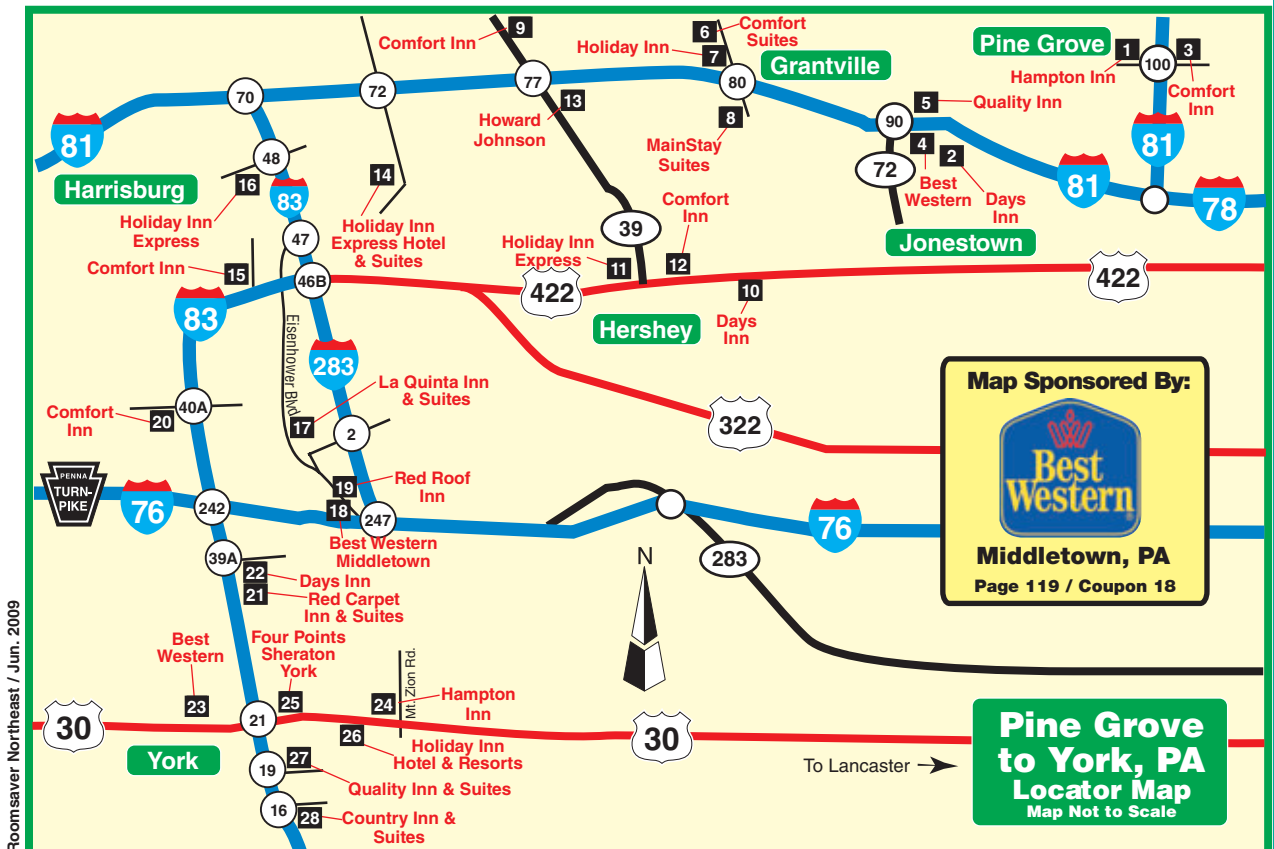 Comfort Inn
9
6
Comfort
Suites
Holiday Inn
7
Grantville
Pine Grove
1
3
100
Hampton Inn
Comfort
Inn
70
72
77
80
13
Howard
Johnson
8
MainStay
Suites
5
Quality Inn
90
4
2
Best
Western
Days
Inn
72
Jonestown
81
81
81
78
48
Harrisburg
16
Holiday Inn
Express
83
14
Holiday Inn
Express Hotel
& Suites
47
39
Comfort
Inn
12
Holiday Inn
Express
11
Comfort Inn
15
46B
422
422
10
Days
Inn
Hershey
83
Eisenhower Blvd
283
La Quinta Inn
& Suites
17
2
322
40A
Comfort
Inn
20
Map Sponsored By:
Best
Western
®
Middletown, PA
Page 119 / Coupon 18
PENNA
TURN-
PIKE
76
242
19
Red Roof
Inn
18
247
Best Western
Middletown
76
283
N
39A
22
Days Inn
21
Red Carpet
Inn & Suites
Best
Western
23
Four Points
Sheraton
York
25
24
Mt. Zion Rd.
Hampton
Inn
30
21
30
26
Holiday Inn
Hotel & Resorts
York
19
27
Quality Inn & Suites
16
28
Country Inn &
Suites
To Lancaster
Pine Grove
to York, PA
Locator Map
Map Not to Scale
Roomsaver Northeast / Jun. 2009